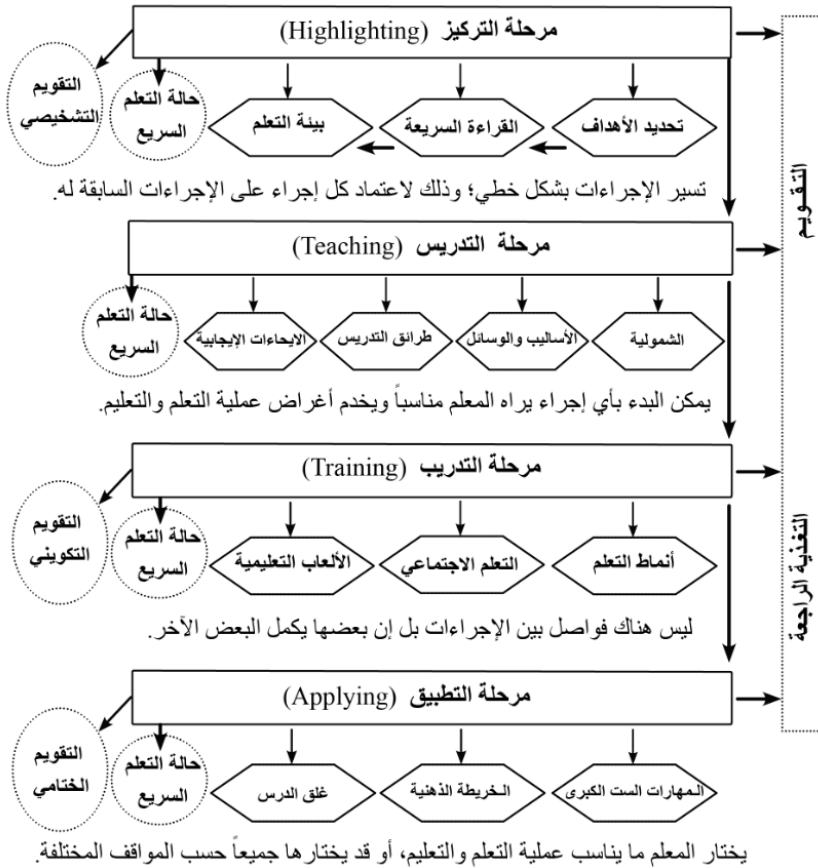 مرحلة التركيز (Highlighting)
التقويم
التشخيصي
حالة التعلم
السريع
تحديد الأهداف
القراءة السريعة
بيئة التعلم
تسير الإجراءات بشكل خطي؛ وذلك لاعتماد كل إجراء على الإجراءات السابقة له.
مرحلة التدريس (Teaching)
حالة التعلم
السريع
الشمولية
الأساليب والوسائل
طرائق التدريس
الايحاءات الإيجابية
يمكن البدء بأي إجراء يراه المعلم مناسباً ويخدم أغراض عملية التعلم والتعليم.
مرحلة التدريب (Training)
التقويم
التكويني
حالة التعلم
السريع
أنماط التعلم
التعلم الاجتماعي
الألعاب التعليمية
ليس هناك فواصل بين الإجراءات بل إن بعضها يكمل البعض الآخر.
مرحلة التطبيق (Applying)
التقويم
الختامي
حالة التعلم
السريع
المهارات الست الكبرى
الخريطة الذهنية
غلق الدرس
يختار المعلم ما يناسب عملية التعلم والتعليم، أو قد يختارها جميعاً حسب المواقف المختلفة.
التقويم
التغذية الراجعة